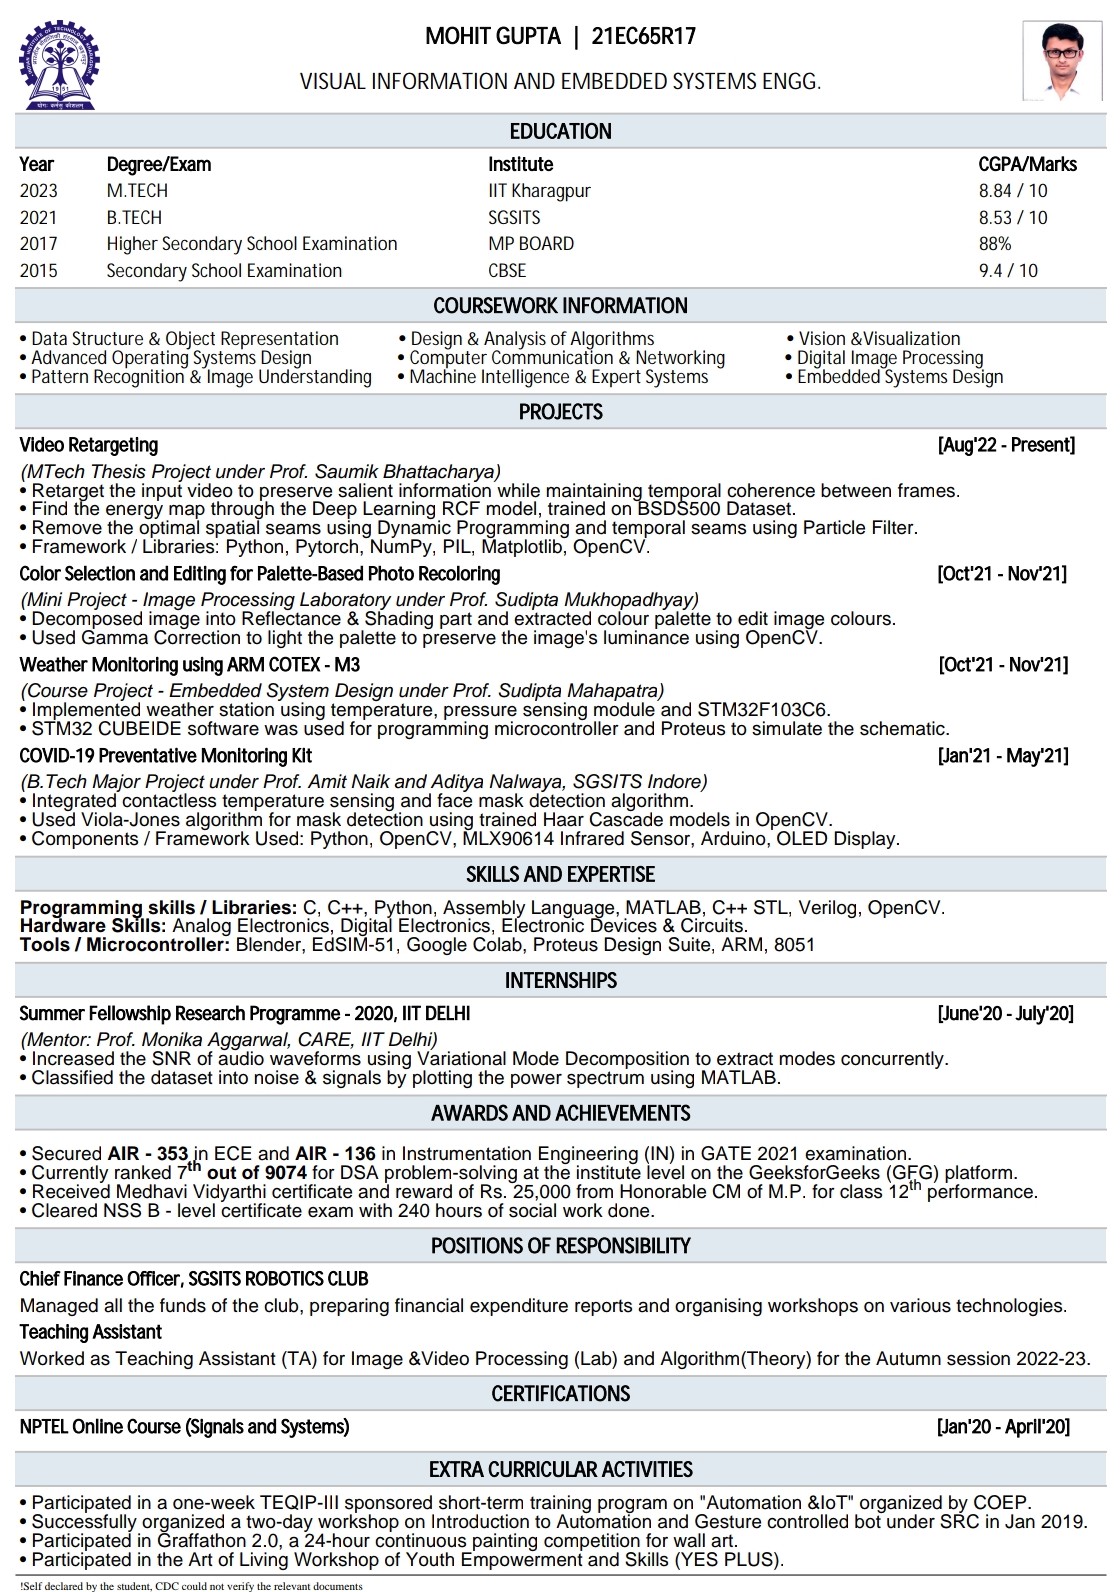 MOHIT GUPTA | 21EC65R17
VISUAL INFORMATION AND EMBEDDED SYSTEMS ENGG.
1951
EDUCATION
Year Degree/Exam Institute CGPA/Marks
2023 M.TECH IIT Kharagpur 8.84 / 10
2021 B.TECH SGSITS 8.53 / 10
2017 Higher Secondary School Examination MP BOARD 88%
2015 Secondary School Examination CBSE 9.4 / 10
COURSEWORK INFORMATION
• Data Structure & Object Representation • Design & Analysis of Algorithms • Vision &Visualization
• Advanced Operating Systems Design • Computer Communication & Networking • Digital Image Processing
• Pattern Recognition & Image Understanding • Machine Intelligence & Expert Systems • Embedded Systems Design
PROJECTS
Video Retargeting [Aug'22 - Present]
(MTech Thesis Project under Prof. Saumik Bhattacharya)
• Retarget the input video to preserve salient information while maintaining temporal coherence between frames.
• Find the energy map through the Deep Learning RCF model, trained on BSDS500 Dataset.
• Remove the optimal spatial seams using Dynamic Programming and temporal seams using Particle Filter.
• Framework / Libraries: Python, Pytorch, NumPy, PIL, Matplotlib, OpenCV.
Color Selection and Editing for Palette-Based Photo Recoloring [Oct'21 - Nov'21]
(Mini Project - Image Processing Laboratory under Prof. Sudipta Mukhopadhyay)
• Decomposed image into Reflectance & Shading part and extracted colour palette to edit image colours.
• Used Gamma Correction to light the palette to preserve the image's luminance using OpenCV.
Weather Monitoring using ARM COTEX - M3 [Oct'21 - Nov'21]
(Course Project - Embedded System Design under Prof. Sudipta Mahapatra)
• Implemented weather station using temperature, pressure sensing module and STM32F103C6.
• STM32 CUBEIDE software was used for programming microcontroller and Proteus to simulate the schematic.
COVID-19 Preventative Monitoring Kit [Jan'21 - May'21]
(B.Tech Major Project under Prof. Amit Naik and Aditya Nalwaya, SGSITS Indore)
• Integrated contactless temperature sensing and face mask detection algorithm.
• Used Viola-Jones algorithm for mask detection using trained Haar Cascade models in OpenCV.
• Components / Framework Used: Python, OpenCV, MLX90614 Infrared Sensor, Arduino, OLED Display.
SKILLS AND EXPERTISE
Programming skills / Libraries: C, C++, Python, Assembly Language, MATLAB, C++ STL, Verilog, OpenCV.
Hardware Skills: Analog Electronics, Digital Electronics, Electronic Devices & Circuits.
Tools / Microcontroller: Blender, EdSIM-51, Google Colab, Proteus Design Suite, ARM, 8051
INTERNSHIPS
Summer Fellowship Research Programme - 2020, IIT DELHI [June'20 - July'20]
(Mentor: Prof. Monika Aggarwal, CARE, IIT Delhi)
• Increased the SNR of audio waveforms using Variational Mode Decomposition to extract modes concurrently.
• Classified the dataset into noise & signals by plotting the power spectrum using MATLAB.
AWARDS AND ACHIEVEMENTS
• Secured AIR - 353 in ECE and AIR - 136 in Instrumentation Engineering (IN) in GATE 2021 examination.
• Currently ranked 7th out of 9074 for DSA problem-solving at the institute level on the GeeksforGeeks (GFG) platform.
• Received Medhavi Vidyarthi certificate and reward of Rs. 25,000 from Honorable CM of M.P. for class 12th performance.
• Cleared NSS B - level certificate exam with 240 hours of social work done.
POSITIONS OF RESPONSIBILITY
Chief Finance Officer, SGSITS ROBOTICS CLUB
Managed all the funds of the club, preparing financial expenditure reports and organising workshops on various technologies.
Teaching Assistant
Worked as Teaching Assistant (TA) for Image &Video Processing (Lab) and Algorithm(Theory) for the Autumn session 2022-23.
CERTIFICATIONS
NPTEL Online Course (Signals and Systems) [Jan'20 - April'20]
EXTRA CURRICULAR ACTIVITIES
• Participated in a one-week TEQIP-III sponsored short-term training program on "Automation &IoT" organized by COEP.
• Successfully organized a two-day workshop on Introduction to Automation and Gesture controlled bot under SRC in Jan 2019.
• Participated in Graffathon 2.0, a 24-hour continuous painting competition for wall art.
• Participated in the Art of Living Workshop of Youth Empowerment and Skills (YES PLUS).
!Self declared by the student, CDC could not verify the relevant documents